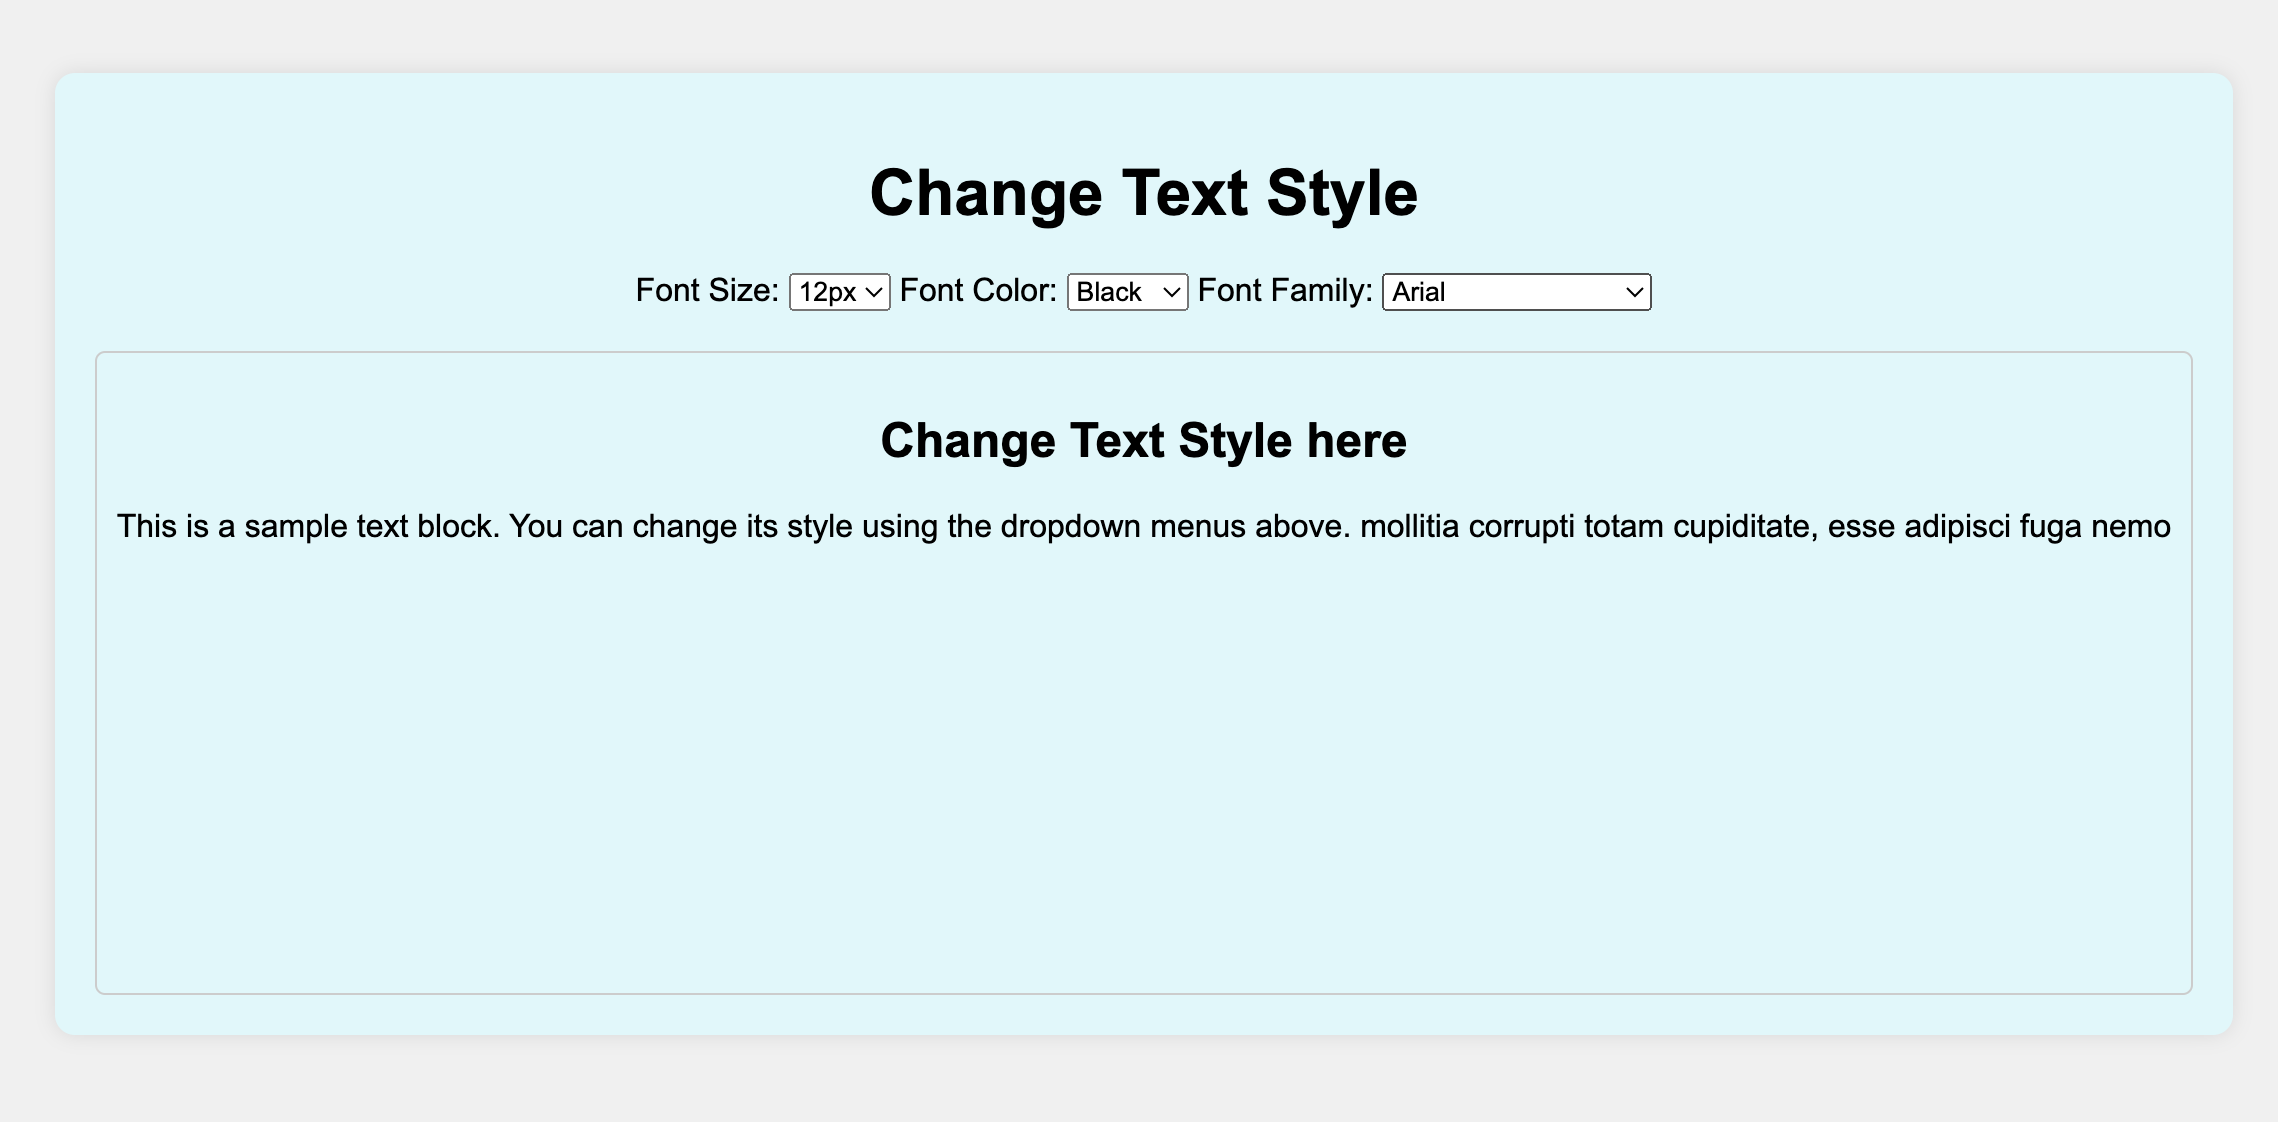 Change Text Style
Font Size: 12px Font Color: Black Font Family: Arial
Change Text Style here
This is a sample text block. You can change its style using the dropdown menus above. mollitia corrupti totam cupiditate, esse adipisci fuga nemo